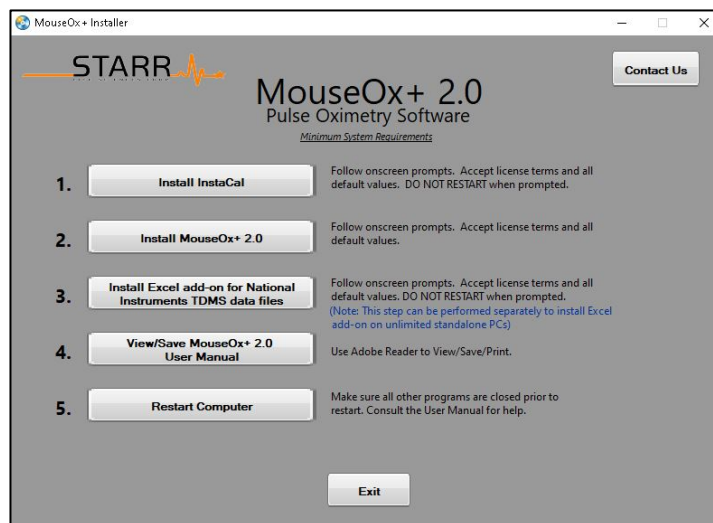 MouseOx+ Installer
STARR
Contact Us
MouseOx+ 2.0
Pulse Oximetry Software
Minimum System Requirements
1.
Install InstaCal
Follow onscreen prompts. Accept license terms and all
default values. DO NOT RESTART when prompted.
2.
Install MouseOx+ 2.0
Follow onscreen prompts. Accept license terms and all
default values.
3.
Install Excel add-on for National
Instruments TDMS data files
Follow onscreen prompts. Accept license terms and all
default values. DO NOT RESTART when prompted.
(Note: This step can be performed separately to install Excel
add-on on unlimited standalone PCs)
4.
View/Save MouseOx+ 2.0
User Manual
Use Adobe Reader to View/Save/Print.
5.
Restart Computer
Make sure all other programs are closed prior to
restart. Consult the User Manual for help.
Exit